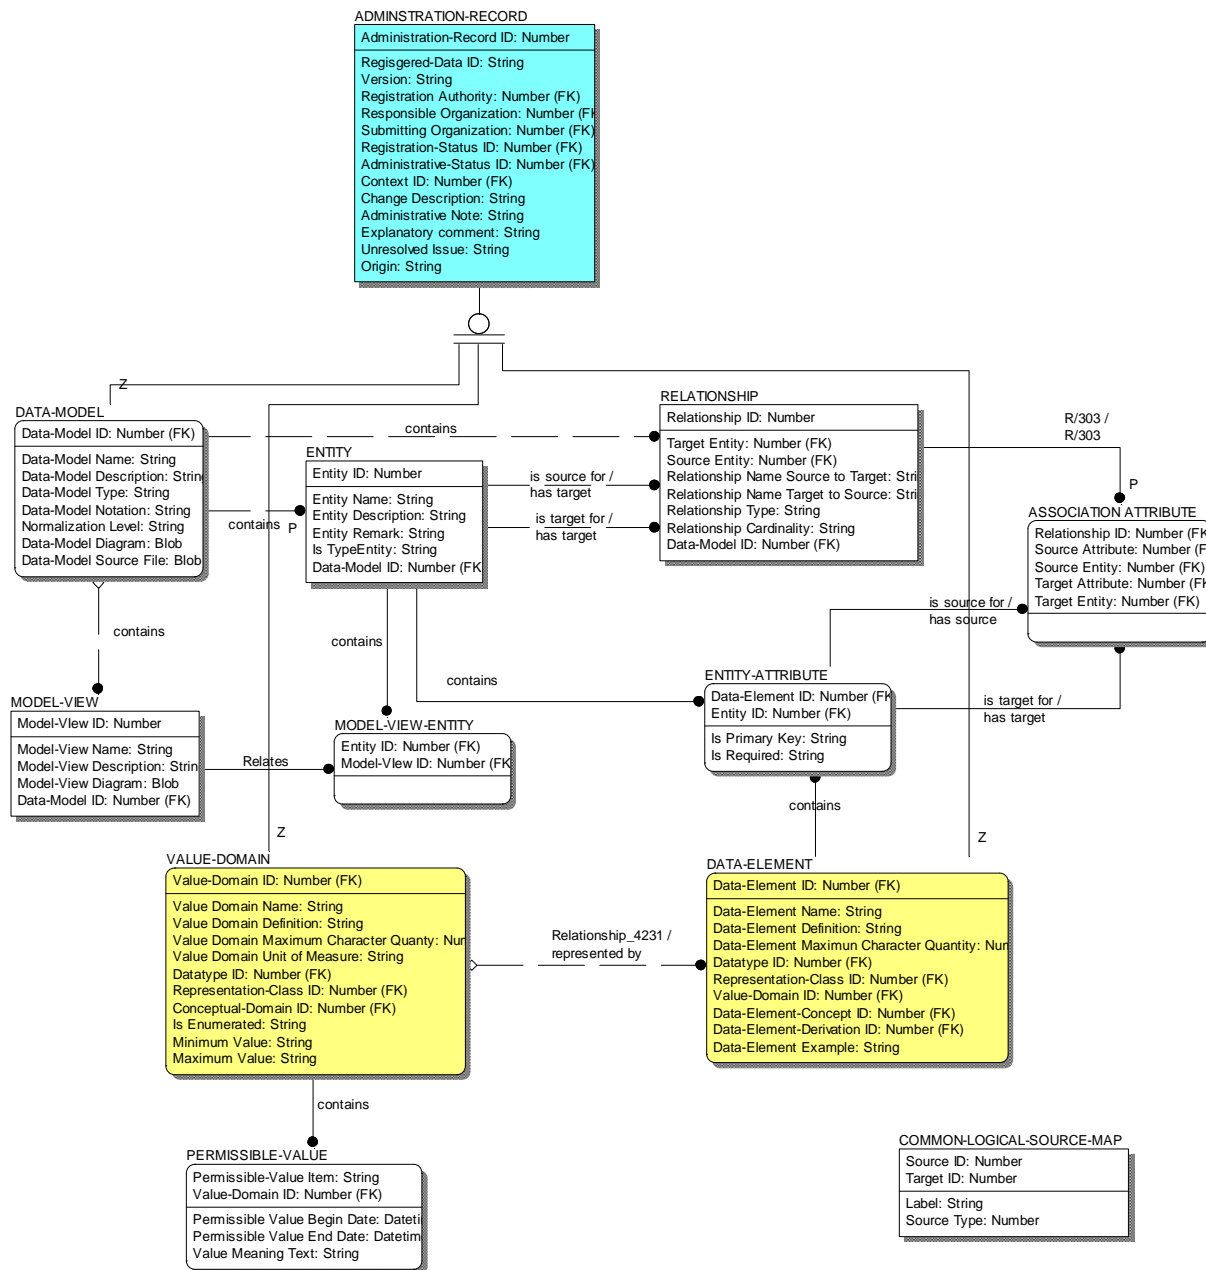 ADMINSTRATION-RECORD
Administration-Record ID: Number
Regisgered-Data ID: String
Version: String
Registration Authority: Number (FK)
Responsible Organization: Number (FK
Submitting Organization: Number (FK)
Registration-Status ID: Number (FK)
Administrative-Status ID: Number (FK)
Context ID: Number (FK)
Change Description: String
Administrative Note: String
Explanatory comment: String
Unresolved Issue: String
Origin: String
Z
DATA-MODEL
Data-Model ID: Number (FK)
Data-Model Name: String
Data-Model Description: String
Data-Model Type: String
Data-Model Notation: String
Normalization Level: String
Data-Model Diagram: Blob
Data-Model Source File: Blob
contains
contains
P
ENTITY
Entity ID: Number
Entity Name: String
Entity Description: String
Entity Remark: String
Is TypeEntity: String
Data-Model ID: Number (FK
is source for /
has target
is target for /
has target
RELATIONSHIP
Relationship ID: Number
Target Entity: Number (FK)
Source Entity: Number (FK)
Relationship Name Source to Target: Stri
Relationship Name Target to Source: Stri
Relationship Type: String
Relationship Cardinality: String
Data-Model ID: Number (FK)
R/303 /
R/303
P
ASSOCIATION ATTRIBUTE
Relationship ID: Number (FK
Source Attribute: Number (F
Source Entity: Number (FK)
Target Attribute: Number (FK
Target Entity: Number (FK)
is source for /
has source
is target for /
has target
contains
contains
contains
ENTITY-ATTRIBUTE
Data-Element ID: Number (FK
Entity ID: Number (FK)
Is Primary Key: String
Is Required: String
MODEL-VIEW
Model-VIew ID: Number
Model-View Name: String
Model-View Description: String
Model-View Diagram: Blob
Data-Model ID: Number (FK)
Relates
MODEL-VIEW-ENTITY
Entity ID: Number (FK)
Model-VIew ID: Number (FK
contains
Z
Z
VALUE-DOMAIN
Value-Domain ID: Number (FK)
Value Domain Name: String
Value Domain Definition: String
Value Domain Maximum Character Quanty: Num
Value Domain Unit of Measure: String
Datatype ID: Number (FK)
Representation-Class ID: Number (FK)
Conceptual-Domain ID: Number (FK)
Is Enumerated: String
Minimum Value: String
Maximum Value: String
Relationship_4231 /
represented by
DATA-ELEMENT
Data-Element ID: Number (FK)
Data-Element Name: String
Data-Element Definition: String
Data-Element Maximun Character Quantity: Num
Datatype ID: Number (FK)
Representation-Class ID: Number (FK)
Value-Domain ID: Number (FK)
Data-Element-Concept ID: Number (FK)
Data-Element-Derivation ID: Number (FK)
Data-Element Example: String
contains
PERMISSIBLE-VALUE
Permissible-Value Item: String
Value-Domain ID: Number (FK)
Permissible Value Begin Date: Datetim
Permissible Value End Date: Datetim
Value Meaning Text: String
COMMON-LOGICAL-SOURCE-MAP
Source ID: Number
Target ID: Number
Label: String
Source Type: Number